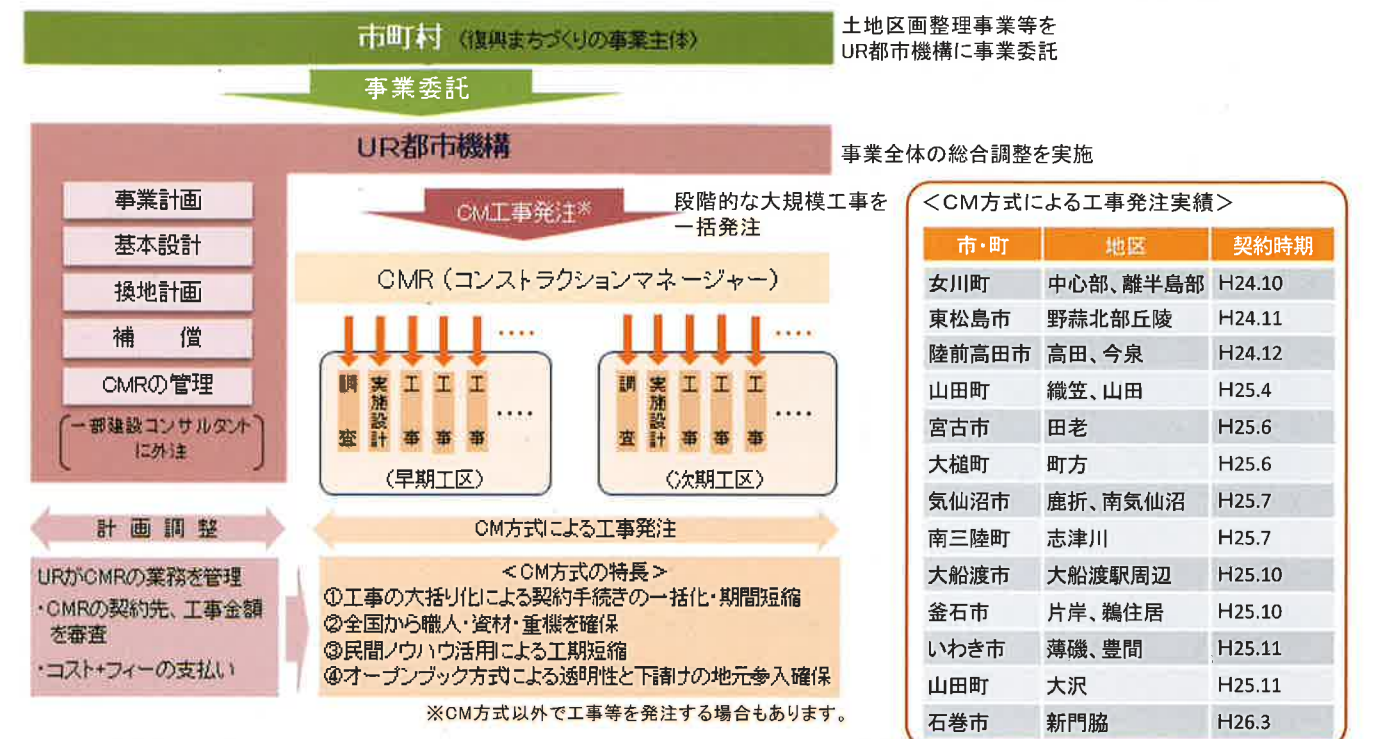 市町村（復興まちづくりの事業主体）
土地区画整理事業等を
UR都市機構に事業委託
事業委託
UR都市機構
事業全体の総合調整を実施
事業計画
基本設計
換地計画
補　償
CMRの管理
一部建設コンサルタント
に外注
CM工事発注※
段階的な大規模工事を
一括発注
CMR（コンストラクションマネージャー）
‥‥ ‥‥
調査 実施設計 工事 工事 工事 ‥‥
（早期工区）
調査 実施設計 工事 工事 工事 ‥‥
（次期工区）
計画調整
CM方式による工事発注
URがCMRの業務を管理
・CMRの契約先、工事金額
を審査
・コスト+フィーの支払い
＜CM方式の特長＞
①工事の大括り化による契約手続きの一括化・期間短縮
②全国から職人・資材・重機を確保
③民間ノウハウ活用による工期短縮
④オープンブック方式による透明性と下請けの地元参入確保
※CM方式以外で工事等を発注する場合もあります。
＜CM方式による工事発注実績＞
市・町 地区 契約時期
女川町 中心部、離半島部 H24.10
東松島市 野蒜北部丘陵 H24.11
陸前高田市 高田、今泉 H24.12
山田町 織笠、山田 H25.4
宮古市 田老 H25.6
大槌町 町方 H25.6
気仙沼市 鹿折、南気仙沼 H25.7
南三陸町 志津川 H25.7
大船渡市 大船渡駅周辺 H25.10
釜石市 片岸、鵜住居 H25.10
いわき市 薄磯、豊間 H25.11
山田町 大沢 H25.11
石巻市 新門脇 H26.3